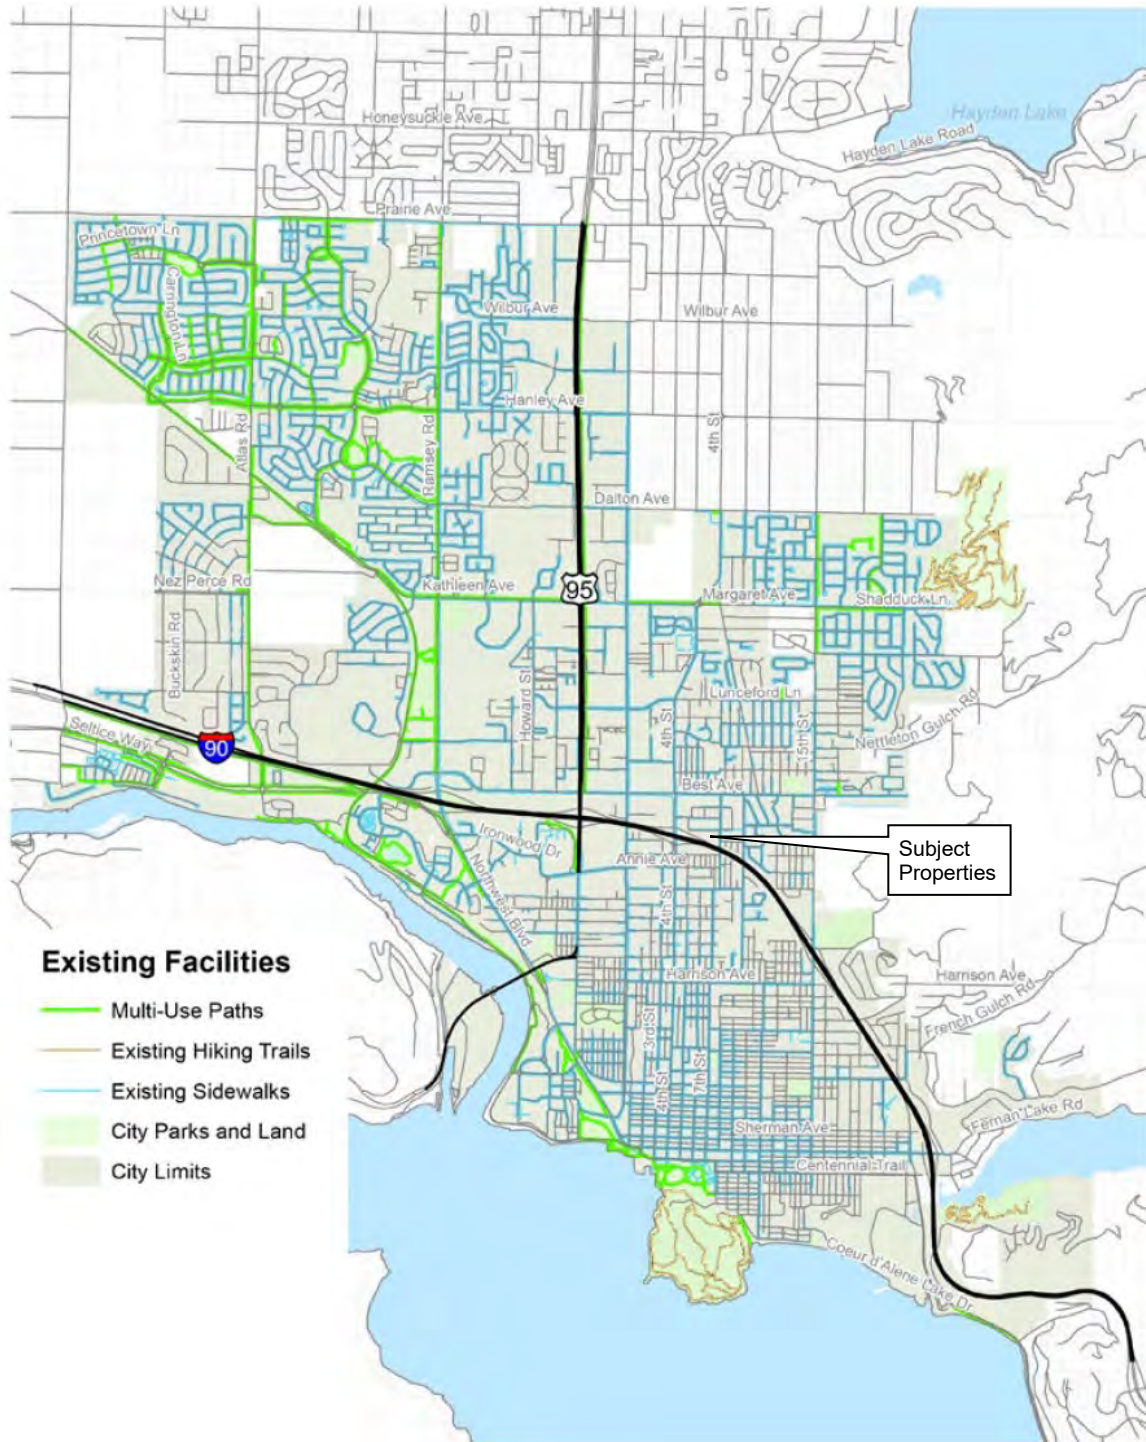 Hayden Lake
Honeysuckle Ave
Hayden Lake Road
Prairie Ave
Princetown Ln
Carrington Ln
Wilbur Ave
Wilbur Ave
Hanley Ave
Atlas Rd
Ramsey Rd
4th St
Dalton Ave
Nez Perce Rd
Kathleen Ave
95
Margaret Ave
Shadduck Ln
Buckskin Rd
Howard St
Lunceford Ln
4th St
15th St
Nettleton Gulch Rd
Seltice Way
90
Best Ave
Ironwood Dr
Annie Ave
Subject
Properties
Northwest Blvd
4th St
Harrison Ave
Harrison Ave
French Gulch Rd
3rd St
7th St
4th St
Fernan Lake Rd
Sherman Ave
Centennial Trail
Coeur d'Alene Lake Dr
Existing Facilities
Multi-Use Paths
Existing Hiking Trails
Existing Sidewalks
City Parks and Land
City Limits